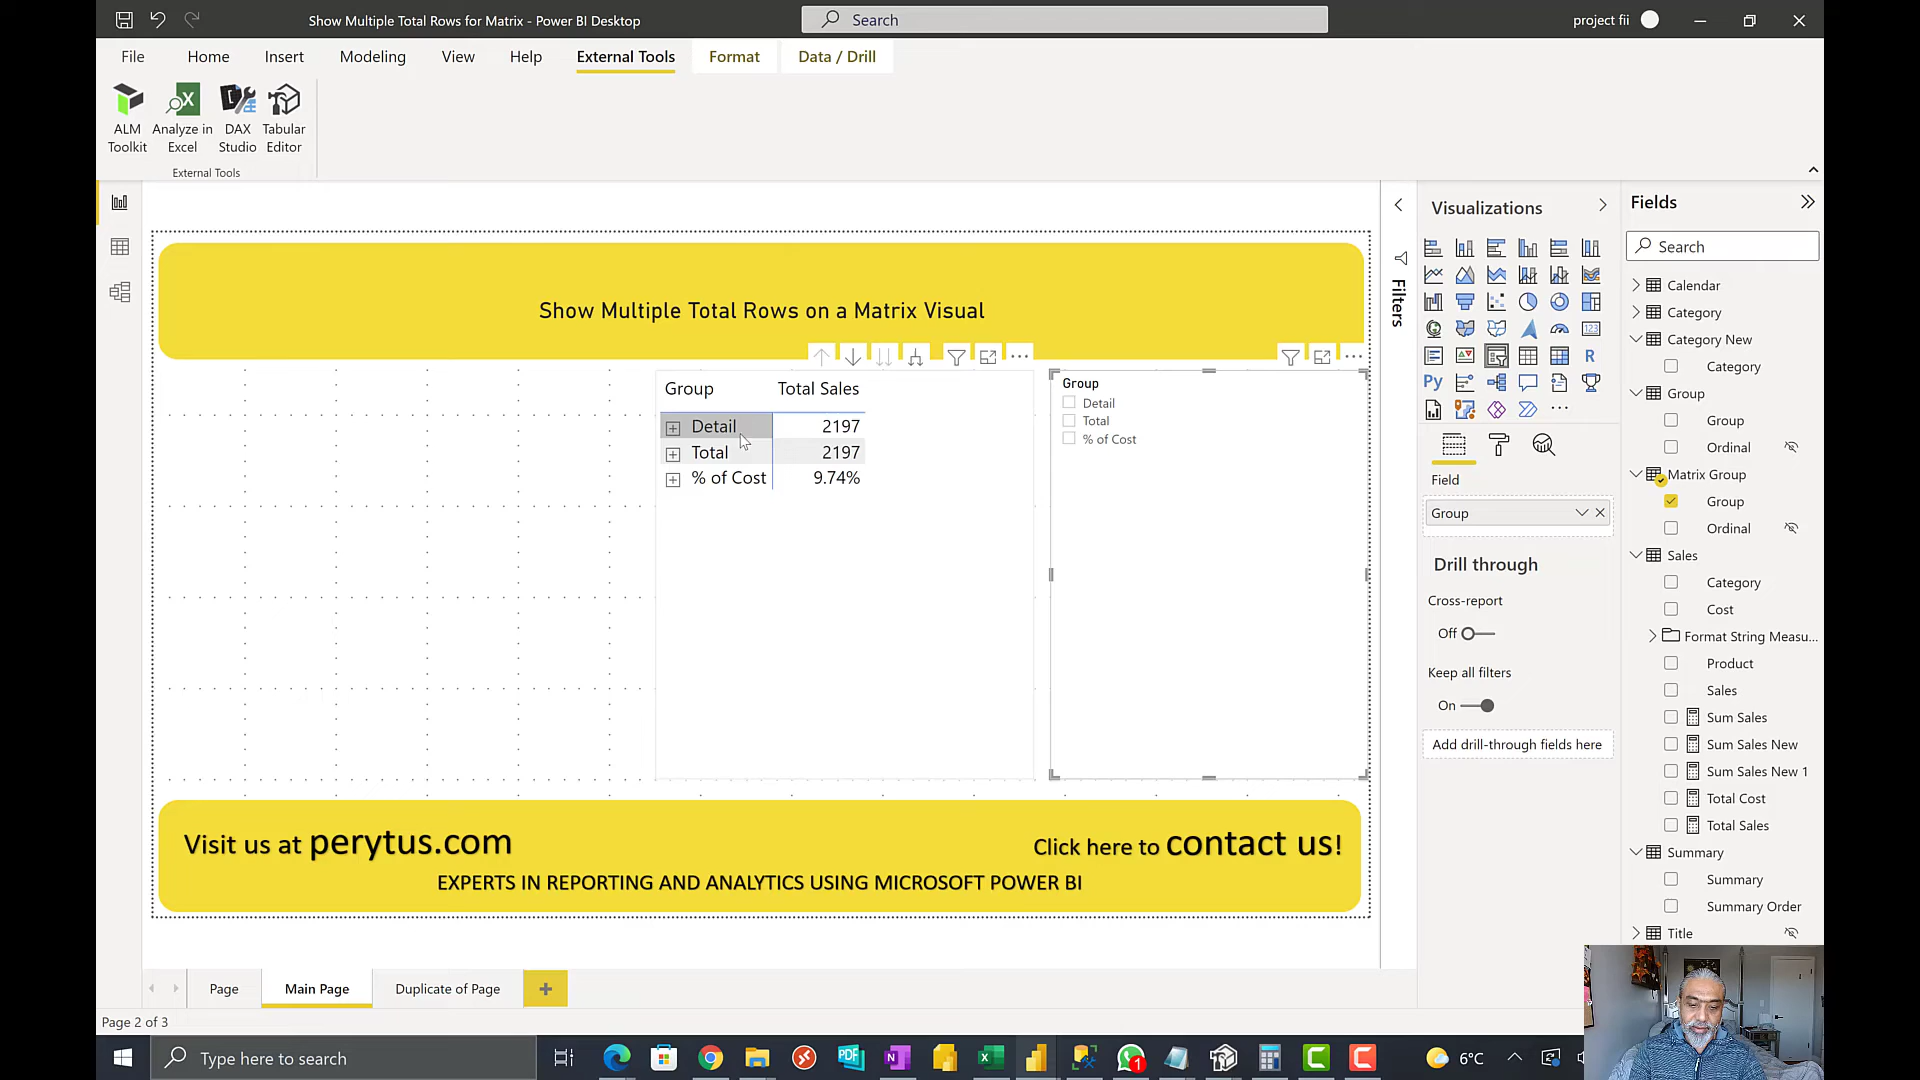 Show Multiple Total Rows for Matrix - Power BI Desktop
Search
project fii
File
Home
Insert
Modeling
View
Help
External Tools
Format
Data / Drill
ALM Toolkit
Analyze in Excel
DAX Studio
Tabular Editor
External Tools
Show Multiple Total Rows on a Matrix Visual
Group Total Sales
Detail 2197
Total 2197
% of Cost 9.74%
Group
Detail
Total
% of Cost
Visit us at perytus.com
Click here to contact us!
EXPERTS IN REPORTING AND ANALYTICS USING MICROSOFT POWER BI
Filters
Visualizations
R
Py
Field
Group
Drill through
Cross-report
Off
Keep all filters
On
Add drill-through fields here
Fields
Search
Calendar
Category
Category New
Category
Group
Group
Ordinal
Matrix Group
Group
Ordinal
Sales
Category
Cost
Format String Measu...
Product
Sales
Sum Sales
Sum Sales New
Sum Sales New 1
Total Cost
Total Sales
Summary
Summary
Summary Order
Title
Page
Main Page
Duplicate of Page
Page 2 of 3
Type here to search
PDF
1
6°C